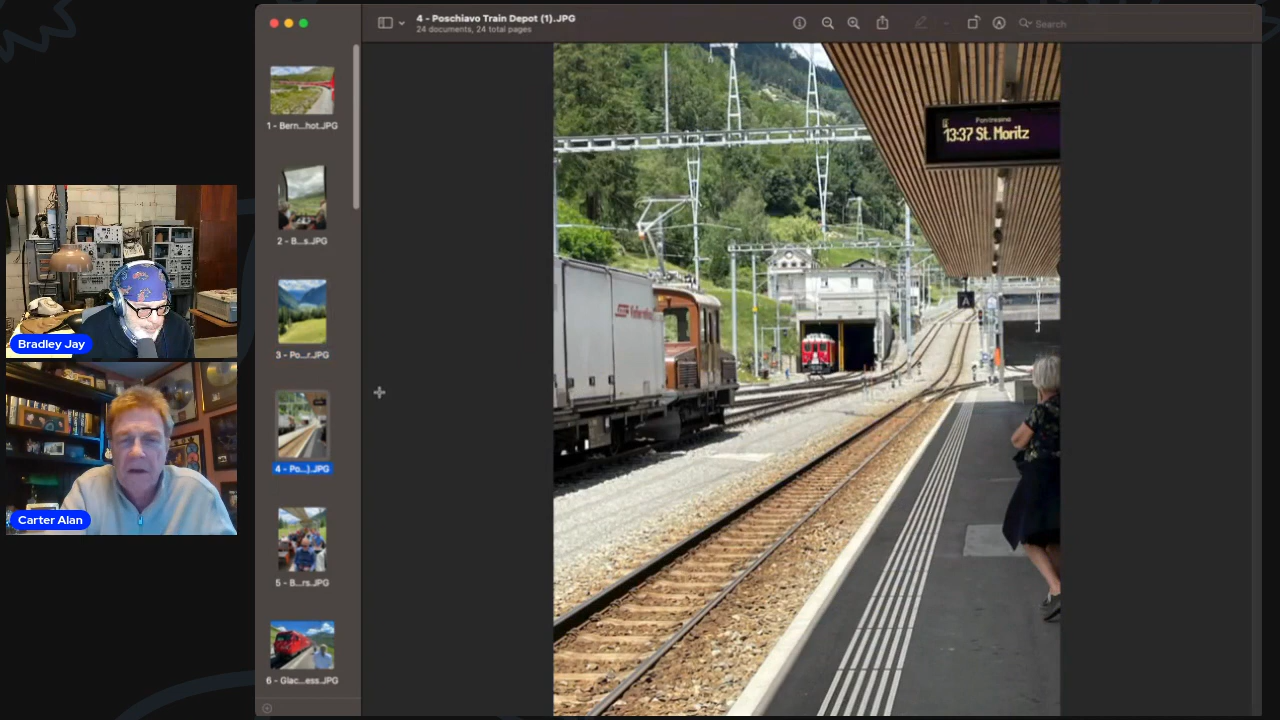 4 - Poschiavo Train Depot (1).JPG
24 documents, 24 total pages
Search
1 - Bern...hot.JPG
2 - B...s.JPG
3 - Po...r.JPG
4 - Po...).JPG
5 - B...rs.JPG
6 - Glac...ess.JPG
Pontresina
13:37 St. Moritz
A
Bradley Jay
Carter Alan